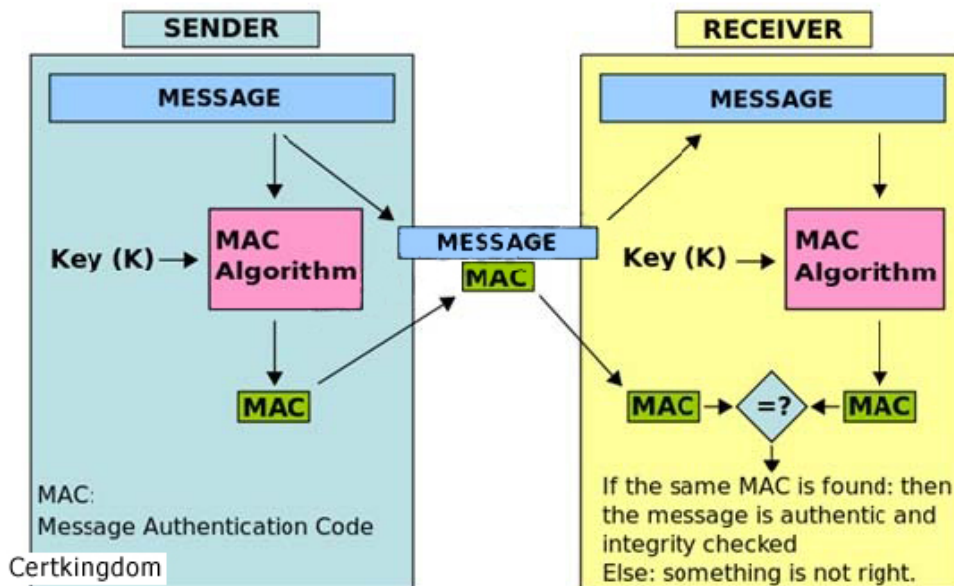 SENDER
RECEIVER
MESSAGE
MESSAGE
Key (K)
MAC
Algorithm
MESSAGE
MAC
Key (K)
MAC
Algorithm
MAC
MAC
=?
MAC
MAC:
Message Authentication Code
If the same MAC is found: then
the message is authentic and
integrity checked
Else: something is not right.
Certkingdom